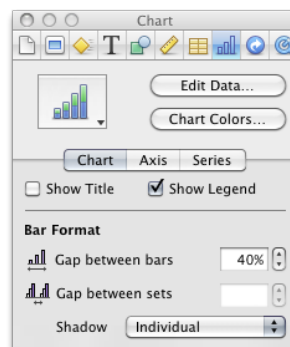 Chart
T
Edit Data...
Chart Colors...
Chart Axis Series
Show Title Show Legend
Bar Format
Gap between bars 40%
Gap between sets
Shadow Individual